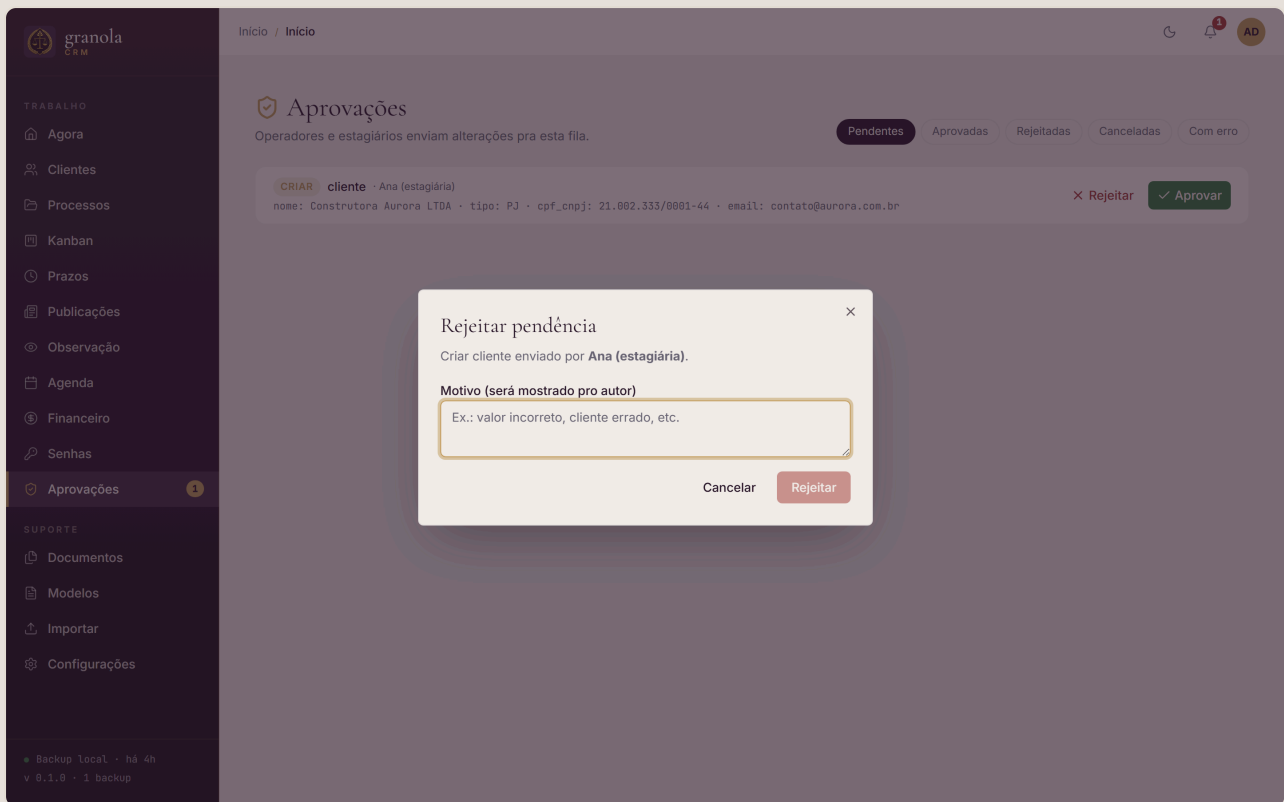 granola
CRM
Início / Início
1
AD
TRABALHO
Agora
Clientes
Processos
Kanban
Prazos
Publicações
Observação
Agenda
Financeiro
Senhas
Aprovações 1
SUPORTE
Documentos
Modelos
Importar
Configurações
Backup local · há 4h
v 0.1.0 · 1 backup
Aprovações
Operadores e estagiários enviam alterações pra esta fila.
Pendentes Aprovadas Rejeitadas Canceladas Com erro
CRIAR cliente · Ana (estagiária)
nome: Construtora Aurora LTDA · tipo: PJ · cpf_cnpj: 21.002.333/0001-44 · email: contato@aurora.com.br
Rejeitar Aprovar
Rejeitar pendência
Criar cliente enviado por Ana (estagiária).
Motivo (será mostrado pro autor)
Ex.: valor incorreto, cliente errado, etc.
Cancelar Rejeitar